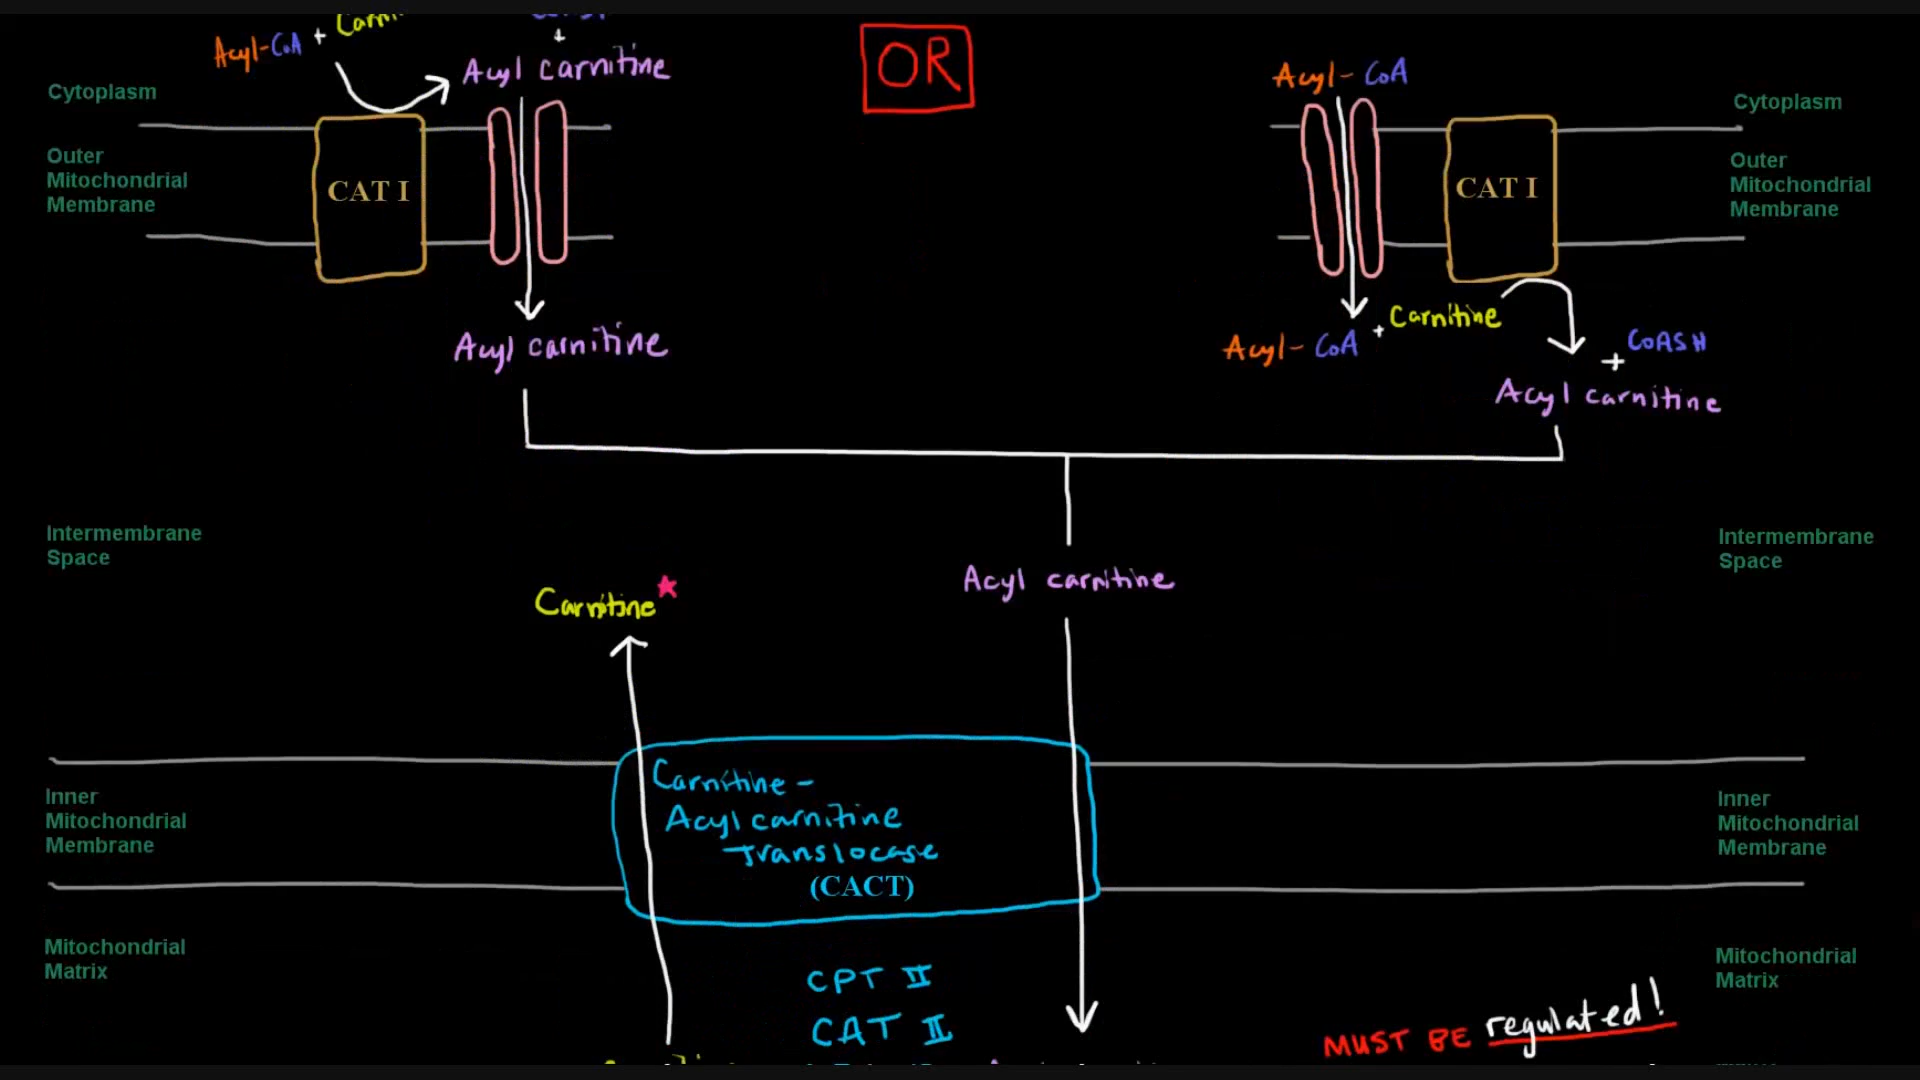 Acyl-CoA +
+
Acyl carnitine
OR
Acyl-CoA
Cytoplasm
Cytoplasm
Outer
Mitochondrial
Membrane
CAT I
CAT I
Outer
Mitochondrial
Membrane
Acyl carnitine
Acyl-CoA + Carnitine
+ CoASH
Acyl carnitine
Intermembrane
Space
Intermembrane
Space
Carnitine
Acyl carnitine
Inner
Mitochondrial
Membrane
Carnitine-
Acyl carnitine
Translocase
(CACT)
Inner
Mitochondrial
Membrane
Mitochondrial
Matrix
CPT II
CAT II
Mitochondrial
Matrix
MUST BE regulated!